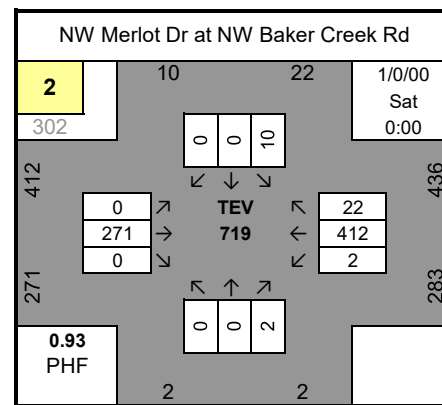 NW Merlot Dr at NW Baker Creek Rd
2
302
10 22
1/0/00
Sat
0:00
0 0 10
↙ ↓ ↘
412
436
0 ↗ TEV ↖ 22
271 → 719 ← 412
0 ↘ ↙ 2
271
283
↖ ↑ ↗
0 0 2
0.93
PHF
2 2